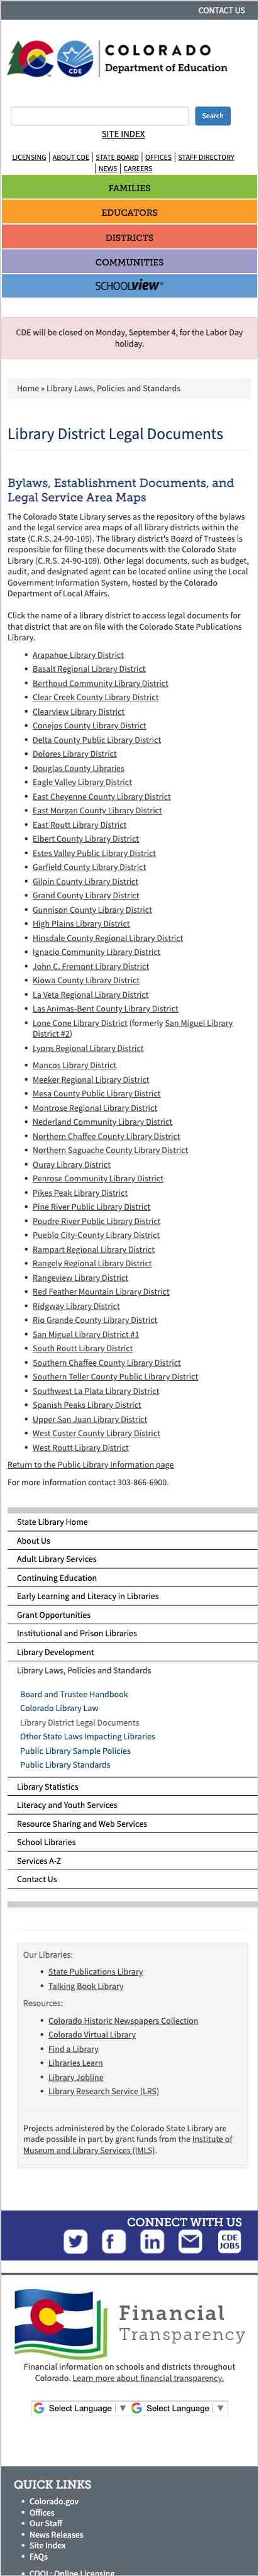 CONTACT US
COLORADO
Department of Education
CDE
Search
SITE INDEX
LICENSING | ABOUT CDE | STATE BOARD | OFFICES | STAFF DIRECTORY
| NEWS | CAREERS
FAMILIES
EDUCATORS
DISTRICTS
COMMUNITIES
SCHOOLVIEW®
CDE will be closed on Monday, September 4, for the Labor Day
holiday.
Home » Library Laws, Policies and Standards
Library District Legal Documents
Bylaws, Establishment Documents, and
Legal Service Area Maps
The Colorado State Library serves as the repository of the bylaws
and the legal service area maps of all library districts within the
state (C.R.S. 24-90-105). The library district's Board of Trustees is
responsible for filing these documents with the Colorado State
Library (C.R.S. 24-90-109). Other legal documents, such as budget,
audit, and designated agent can be located online using the Local
Government Information System, hosted by the Colorado
Department of Local Affairs.
Click the name of a library district to access legal documents for
that district that are on file with the Colorado State Publications
Library.
• Arapahoe Library District
• Basalt Regional Library District
• Berthoud Community Library District
• Clear Creek County Library District
• Clearview Library District
• Conejos County Library District
• Delta County Public Library District
• Dolores Library District
• Douglas County Libraries
• Eagle Valley Library District
• East Cheyenne County Library District
• East Morgan County Library District
• East Routt Library District
• Elbert County Library District
• Estes Valley Public Library District
• Garfield County Library District
• Gilpin County Library District
• Grand County Library District
• Gunnison County Library District
• High Plains Library District
• Hinsdale County Regional Library District
• Ignacio Community Library District
• John C. Fremont Library District
• Kiowa County Library District
• La Veta Regional Library District
• Las Animas-Bent County Library District
• Lone Cone Library District (formerly San Miguel Library
District #2)
• Lyons Regional Library District
• Mancos Library District
• Meeker Regional Library District
• Mesa County Public Library District
• Montrose Regional Library District
• Nederland Community Library District
• Northern Chaffee County Library District
• Northern Saguache County Library District
• Ouray Library District
• Penrose Community Library District
• Pikes Peak Library District
• Pine River Public Library District
• Poudre River Public Library District
• Pueblo City-County Library District
• Rampart Regional Library District
• Rangely Regional Library District
• Rangeview Library District
• Red Feather Mountain Library District
• Ridgway Library District
• Rio Grande County Library District
• San Miguel Library District #1
• South Routt Library District
• Southern Chaffee County Library District
• Southern Teller County Public Library District
• Southwest La Plata Library District
• Spanish Peaks Library District
• Upper San Juan Library District
• West Custer County Library District
• West Routt Library District
Return to the Public Library Information page
For more information contact 303-866-6900.
State Library Home
About Us
Adult Library Services
Continuing Education
Early Learning and Literacy in Libraries
Grant Opportunities
Institutional and Prison Libraries
Library Development
Library Laws, Policies and Standards
Board and Trustee Handbook
Colorado Library Law
Library District Legal Documents
Other State Laws Impacting Libraries
Public Library Sample Policies
Public Library Standards
Library Statistics
Literacy and Youth Services
Resource Sharing and Web Services
School Libraries
Services A-Z
Contact Us
Our Libraries:
• State Publications Library
• Talking Book Library
Resources:
• Colorado Historic Newspapers Collection
• Colorado Virtual Library
• Find a Library
• Libraries Learn
• Library Jobline
• Library Research Service (LRS)
Projects administered by the Colorado State Library are
made possible in part by grant funds from the Institute of
Museum and Library Services (IMLS).
CONNECT WITH US
CDE
JOBS
Financial
Transparency
Financial information on schools and districts throughout
Colorado. Learn more about financial transparency.
Select Language ▼ Select Language ▼
QUICK LINKS
• Colorado.gov
• Offices
• Our Staff
• News Releases
• Site Index
• FAQs
• COOL: Online Licensing